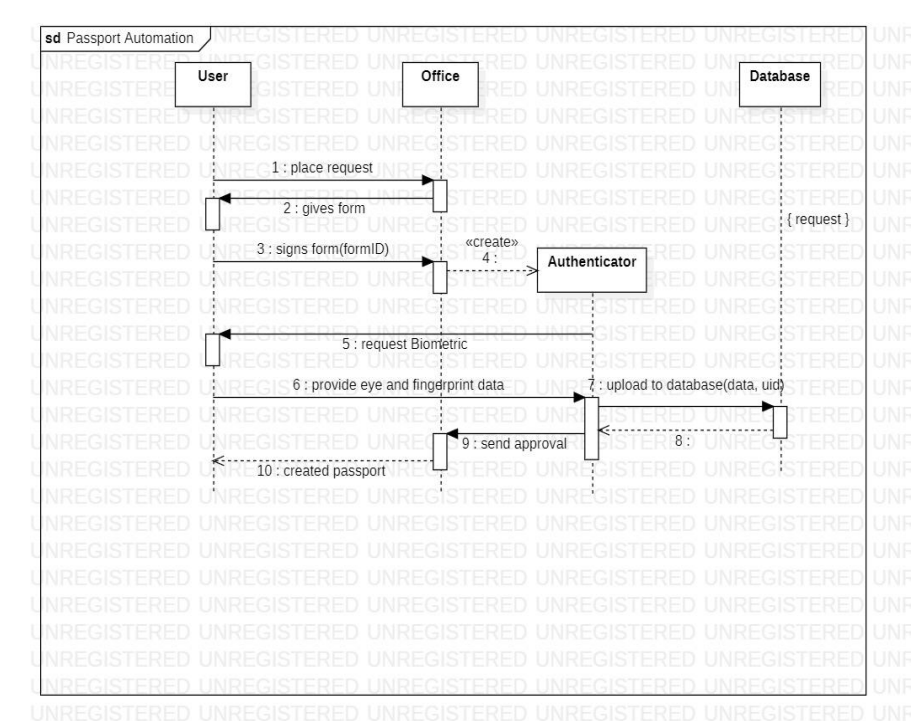 sd Passport Automation
User
Office
Database
1 : place request
2 : gives form
{ request }
3 : signs form(formID)
«create»
4 :
Authenticator
5 : request Biometric
6 : provide eye and fingerprint data
7 : upload to database(data, uid)
8 :
9 : send approval
10 : created passport
UNREGISTERED UNREGISTERED UNREGISTERED UNREGISTERED UNREGISTERED UNR